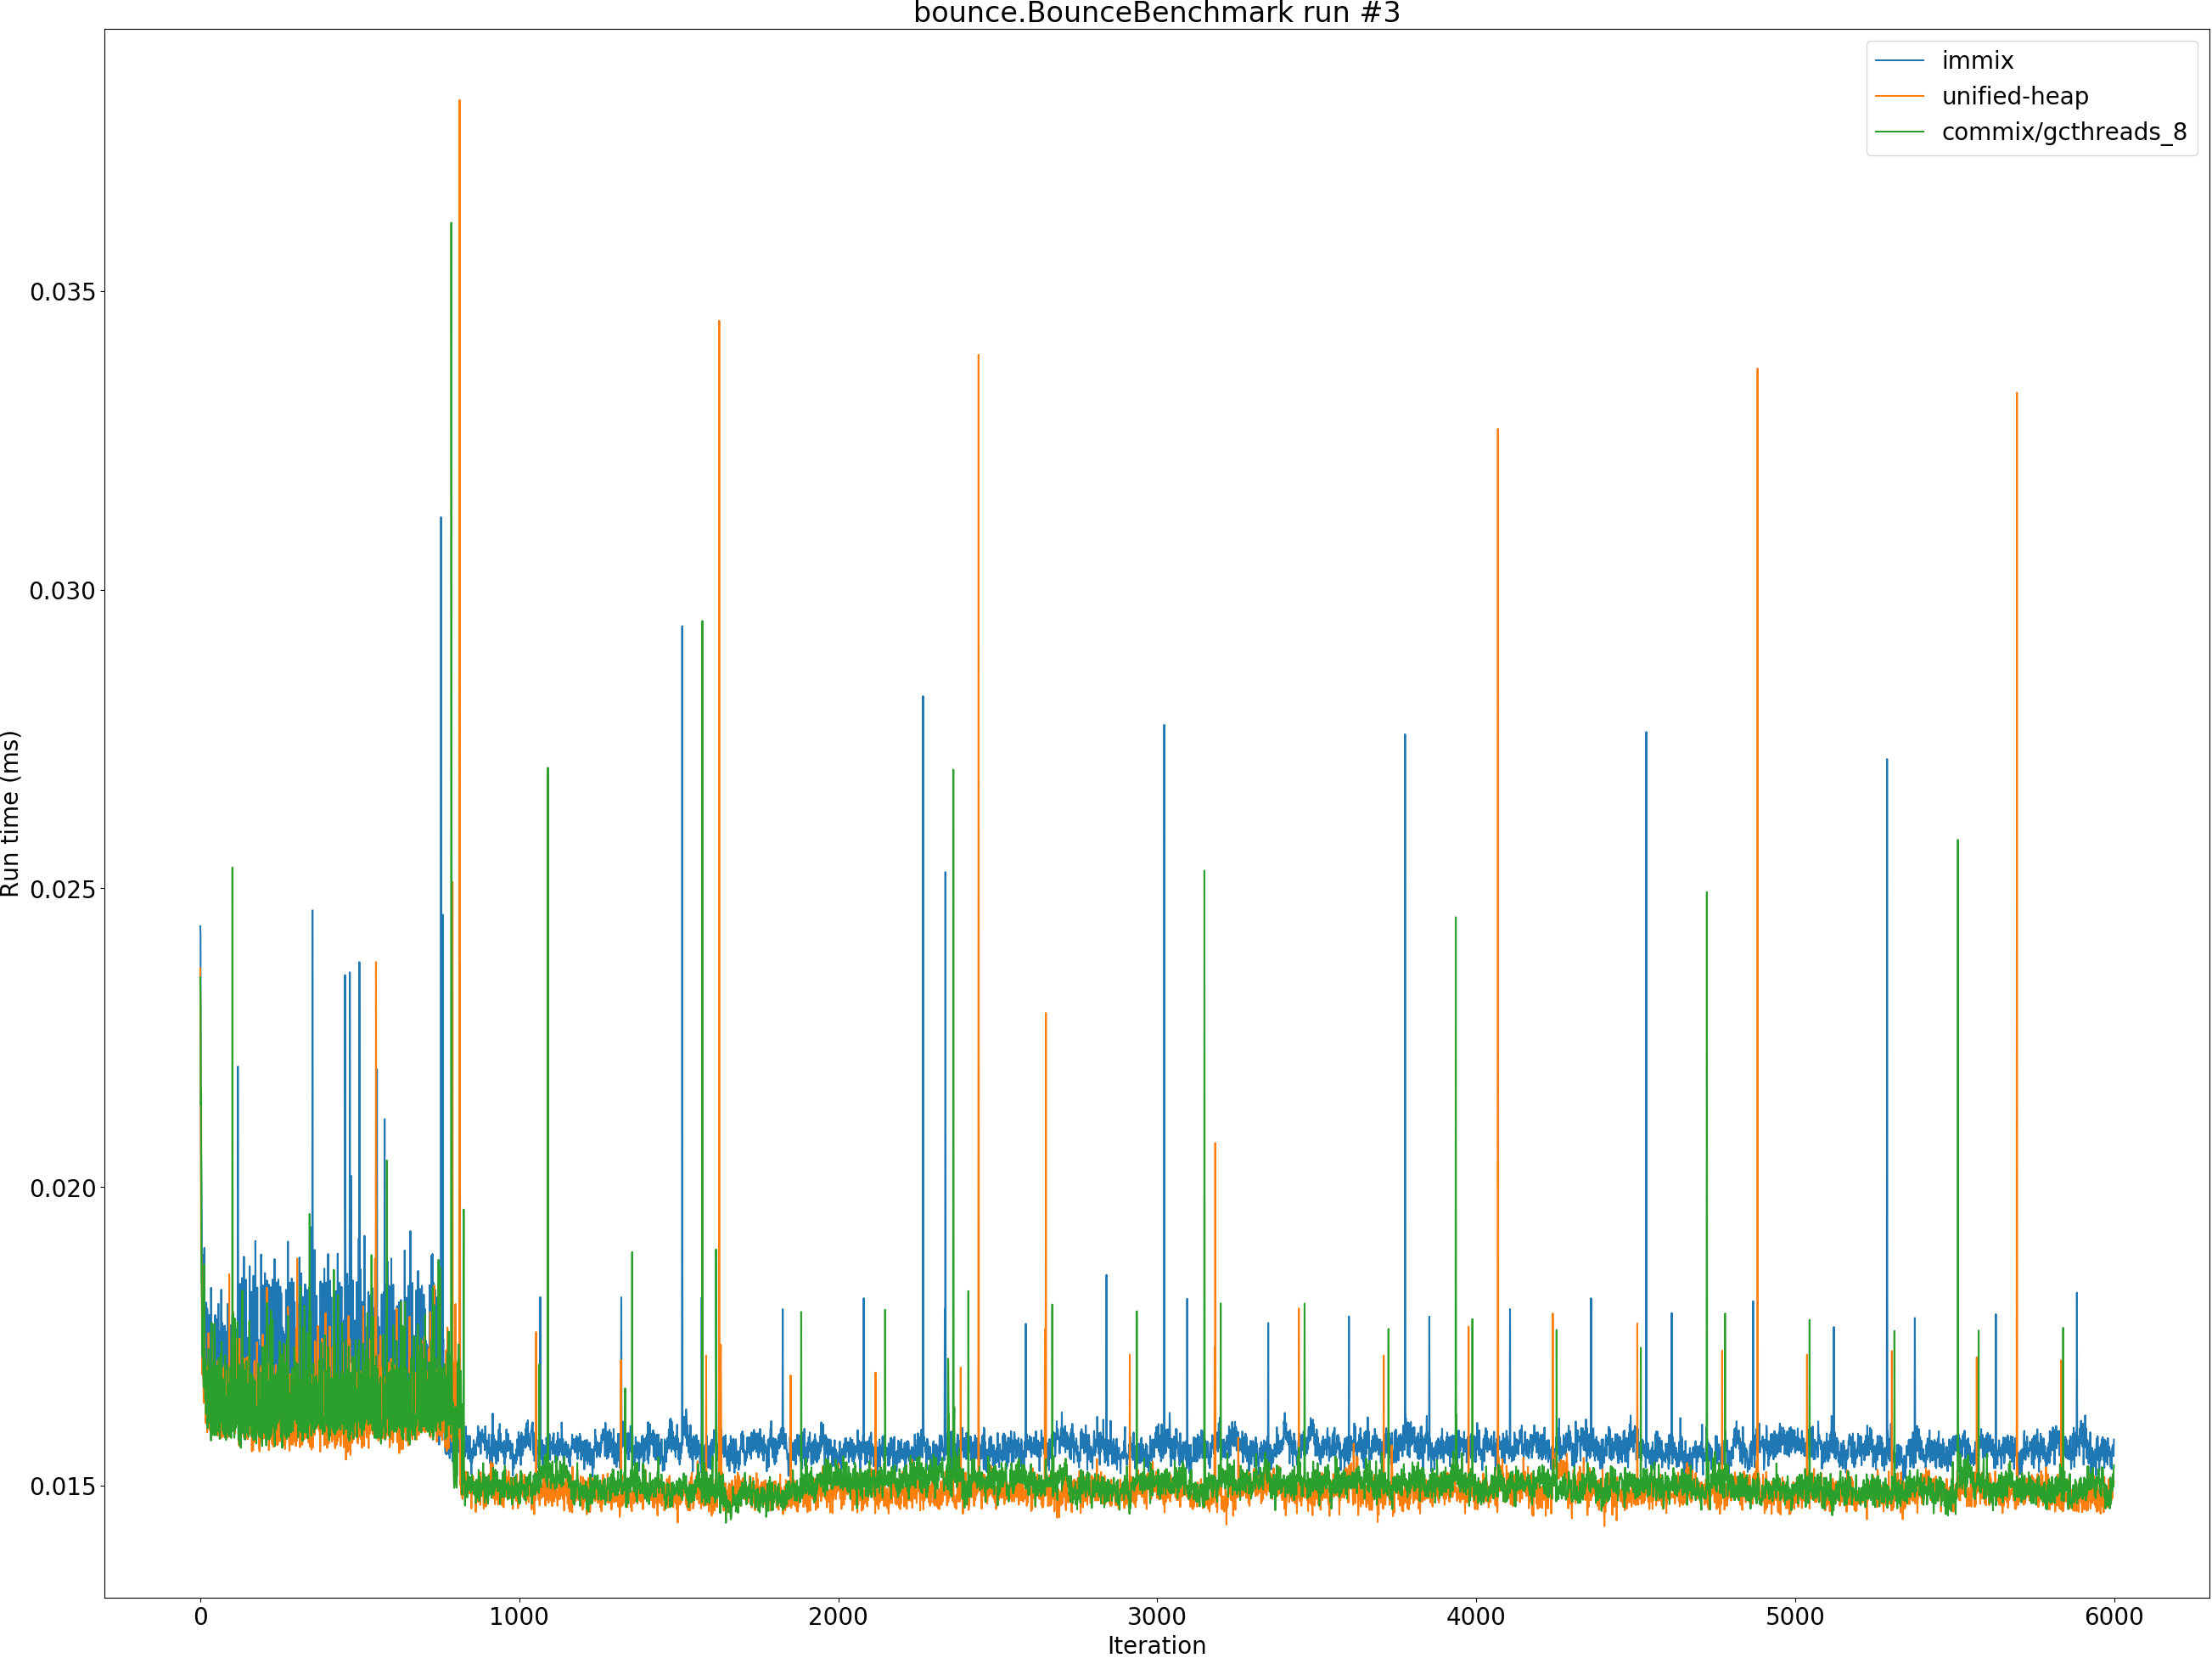 bounce.BounceBenchmark run #3
immix
unified-heap
commix/gcthreads_8
Run time (ms)
0.035
0.030
0.025
0.020
0.015
0
1000
2000
3000
4000
5000
6000
Iteration